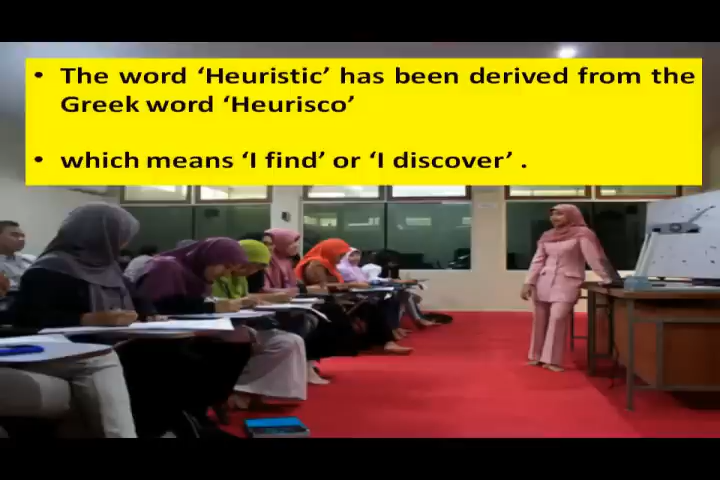 • The word ‘Heuristic’ has been derived from the
Greek word ‘Heurisco’
• which means ‘I find’ or ‘I discover’ .